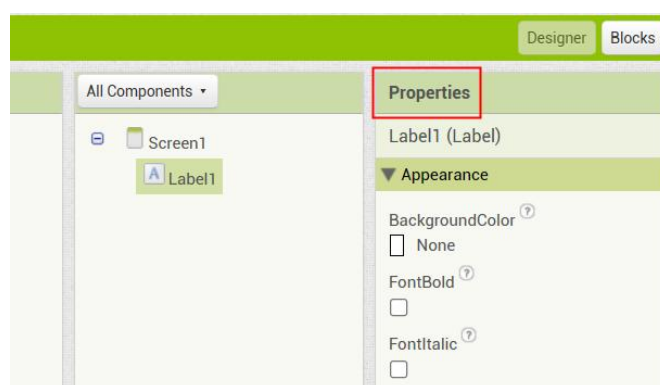 Designer Blocks
All Components ▾
Properties
Screen1
Label1
Label1 (Label)
Appearance
BackgroundColor ?
None
FontBold ?
FontItalic ?